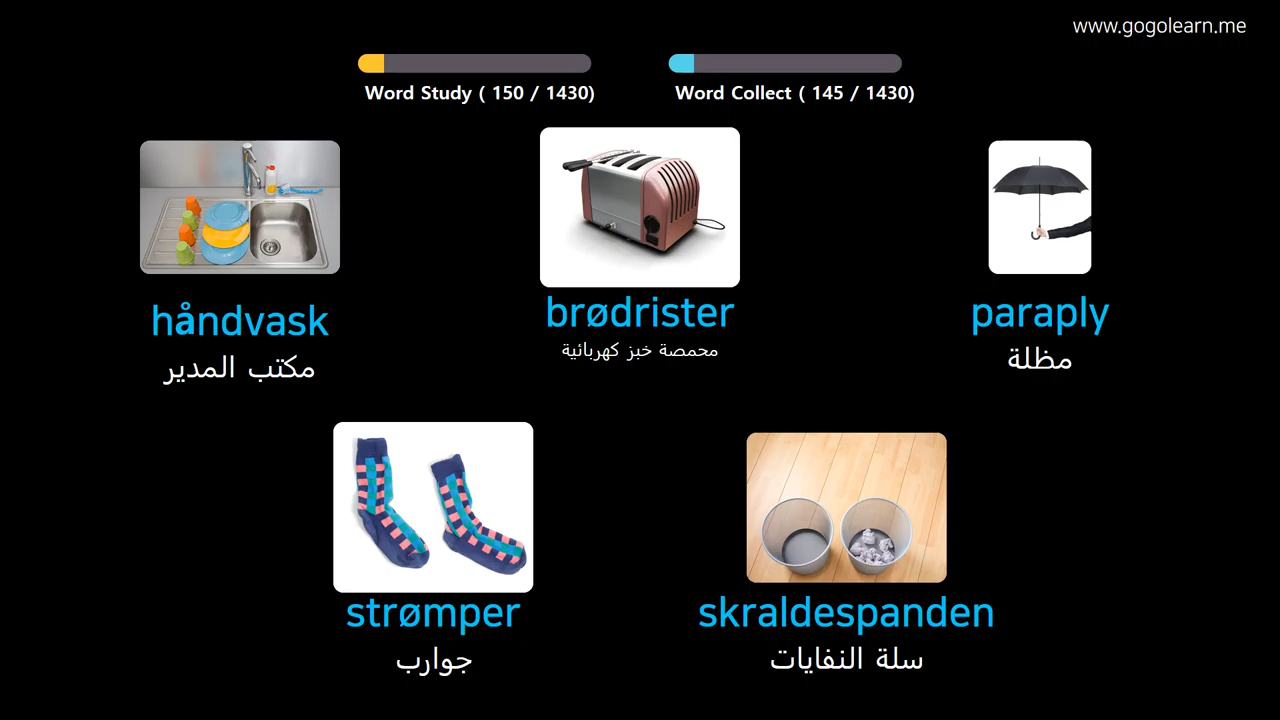 www.gogolearn.me
Word Study ( 150 / 1430)
Word Collect ( 145 / 1430)
håndvask
مكتب المدير
brødrister
محمصة خبز كهربائية
paraply
مظلة
strømper
جوارب
skraldespanden
سلة النفايات